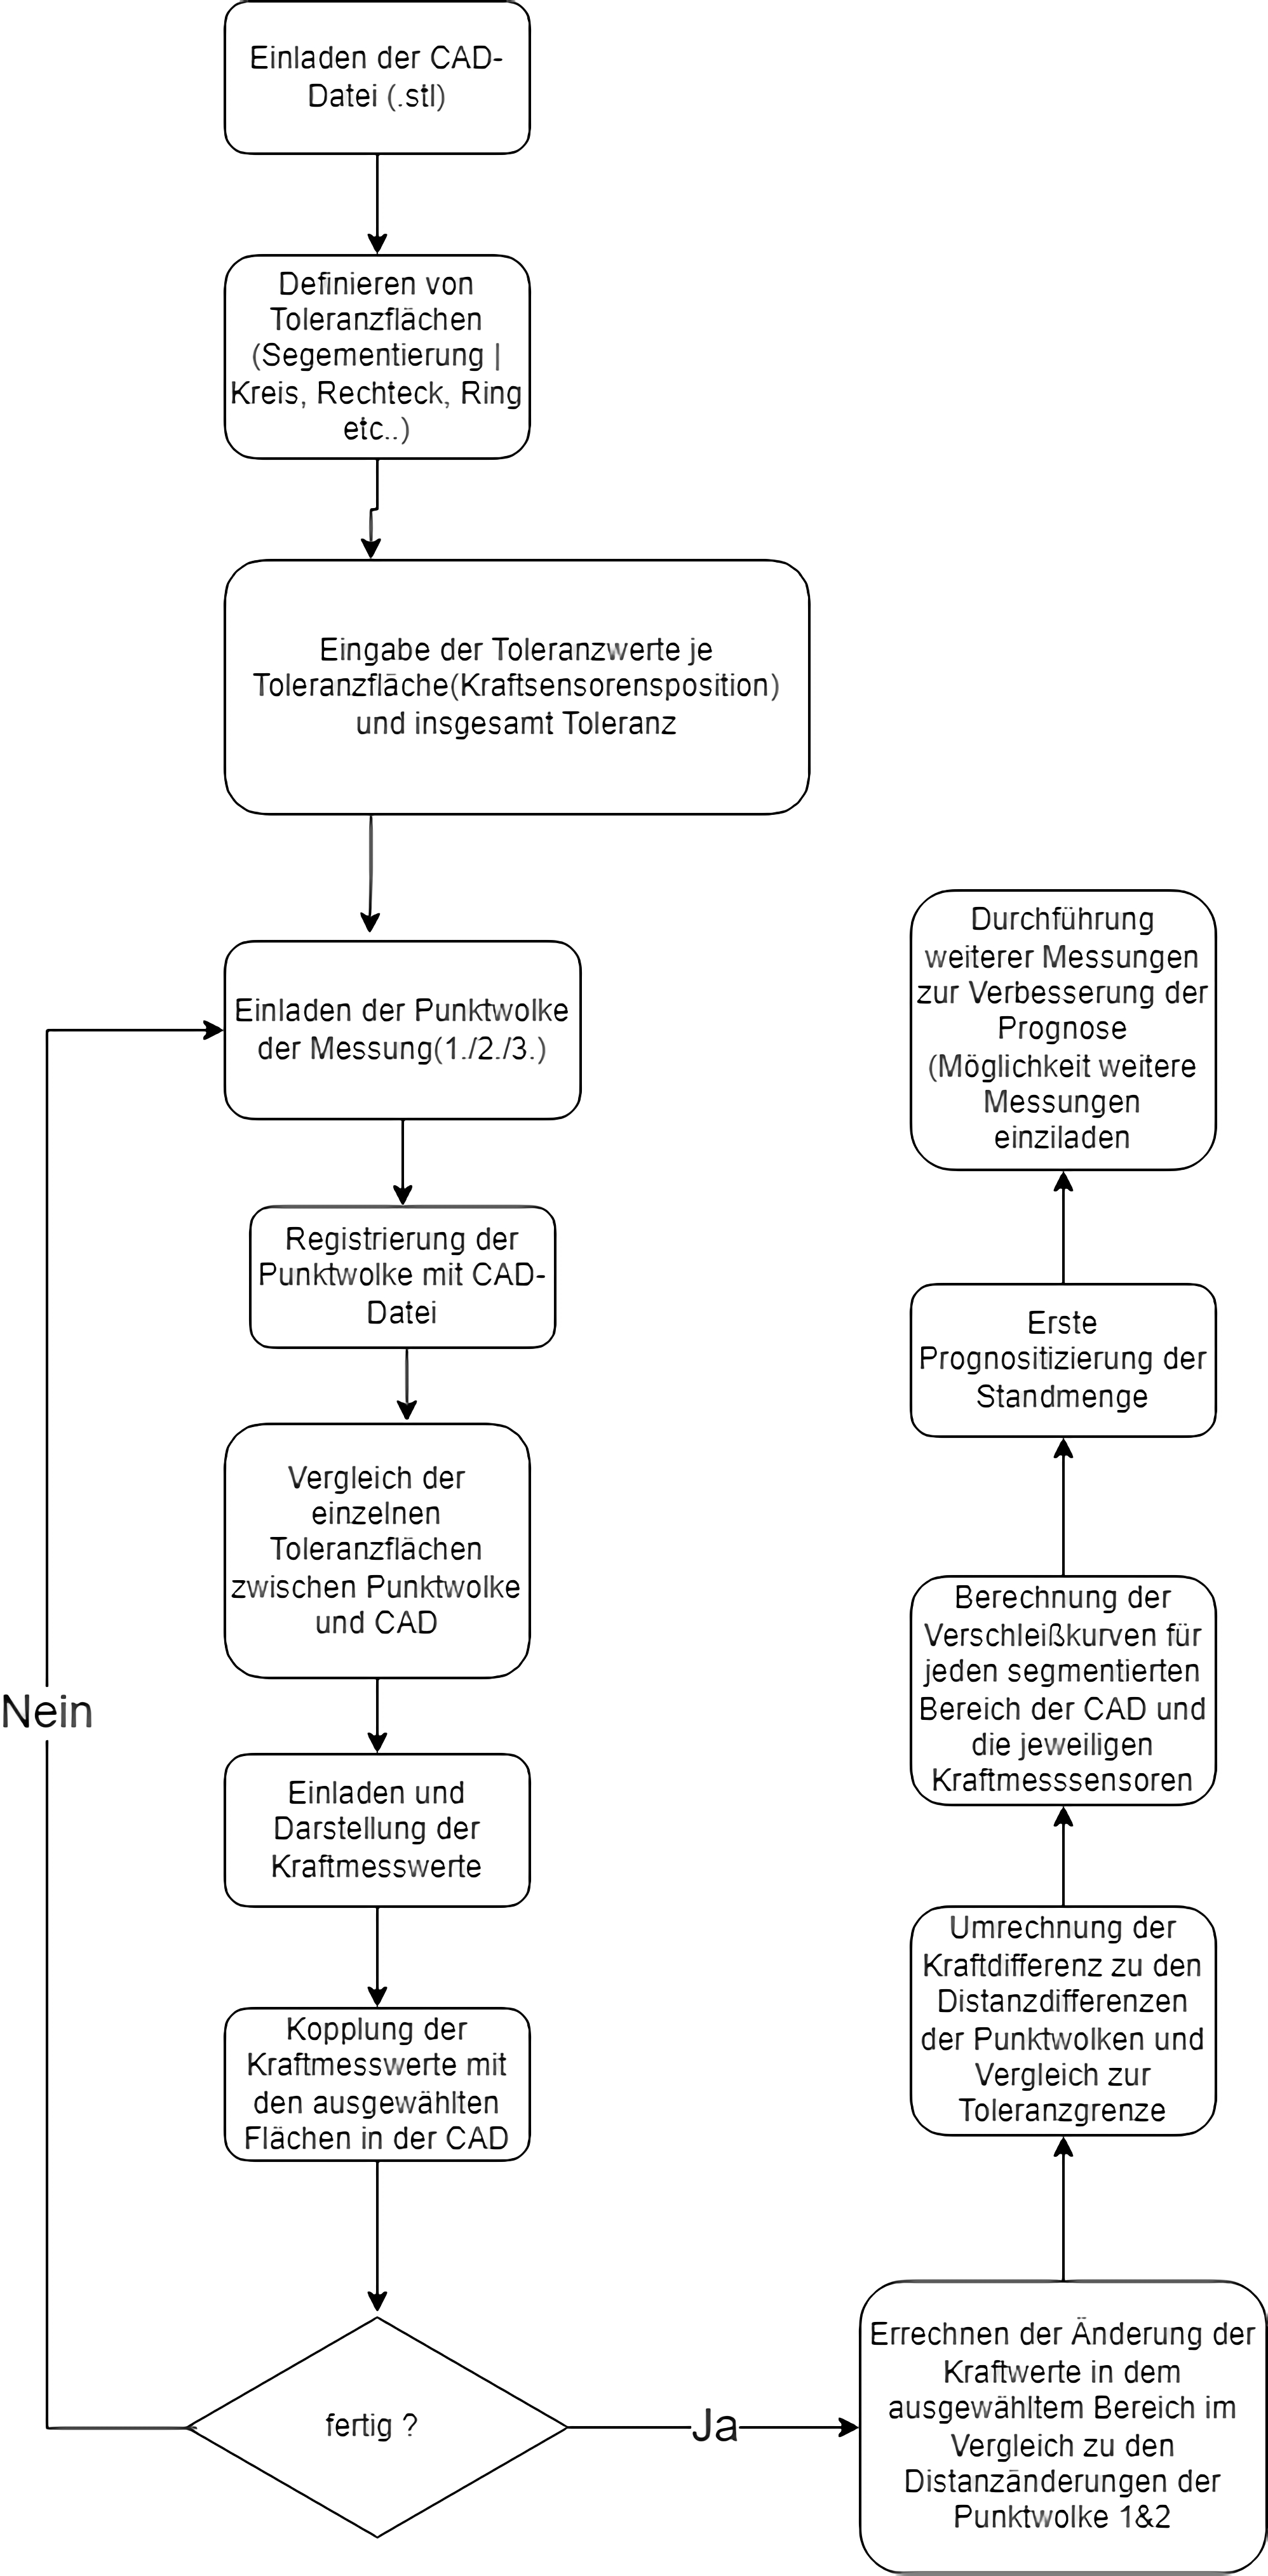 Einladen der CAD-
Datei (.stl)
Definieren von
Toleranzflächen
(Segementierung |
Kreis, Rechteck, Ring
etc..)
Eingabe der Toleranzwerte je
Toleranzfläche(Kraftsensorensposition)
und insgesamt Toleranz
Einladen der Punktwolke
der Messung(1./2./3.)
Registrierung der
Punktwolke mit CAD-
Datei
Vergleich der
einzelnen
Toleranzflächen
zwischen Punktwolke
und CAD
Einladen und
Darstellung der
Kraftmesswerte
Kopplung der
Kraftmesswerte mit
den ausgewählten
Flächen in der CAD
fertig ?
Nein
Ja
Errechnen der Änderung der
Kraftwerte in dem
ausgewähltem Bereich im
Vergleich zu den
Distanzänderungen der
Punktwolke 1&2
Umrechnung der
Kraftdifferenz zu den
Distanzdifferenzen
der Punktwolken und
Vergleich zur
Toleranzgrenze
Berechnung der
Verschleißkurven für
jeden segmentierten
Bereich der CAD und
die jeweiligen
Kraftmesssensoren
Erste
Prognositizierung der
Standmenge
Durchführung
weiterer Messungen
zur Verbesserung der
Prognose
(Möglichkeit weitere
Messungen
einziladen